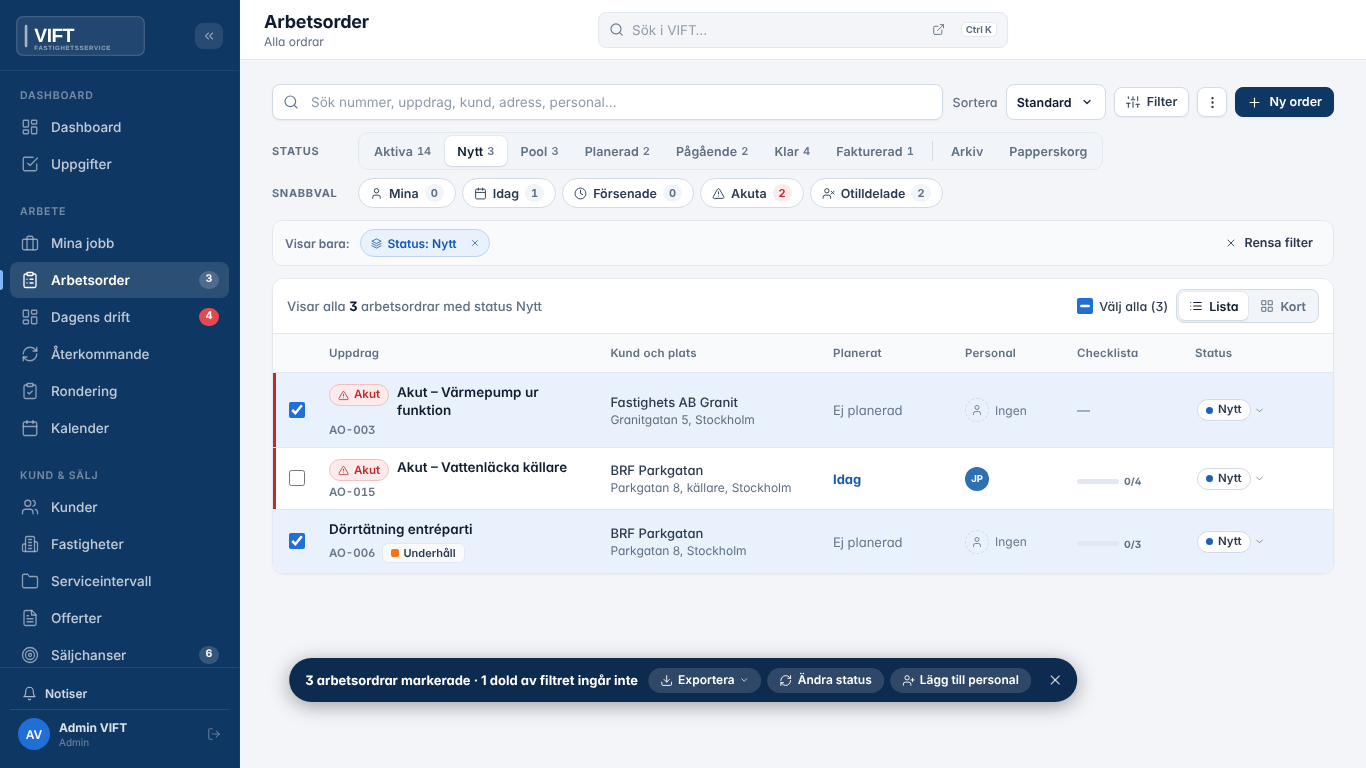 VIFT
FASTIGHETSSERVICE
DASHBOARD
Dashboard
Uppgifter
ARBETE
Mina jobb
Arbetsorder 3
Dagens drift 4
Återkommande
Rondering
Kalender
KUND & SÄLJ
Kunder
Fastigheter
Serviceintervall
Offerter
Säljchanser 6
Notiser
AV Admin VIFT
Admin
Arbetsorder
Alla ordrar
Sök i VIFT... Ctrl K
Sök nummer, uppdrag, kund, adress, personal... Sortera Standard Filter Ny order
STATUS Aktiva 14 Nytt 3 Pool 3 Planerad 2 Pågående 2 Klar 4 Fakturerad 1 Arkiv Papperskorg
SNABBVAL Mina 0 Idag 1 Försenade 0 Akuta 2 Otilldelade 2
Visar bara: Status: Nytt × Rensa filter
Visar alla 3 arbetsordrar med status Nytt Välj alla (3) Lista Kort
Uppdrag Kund och plats Planerat Personal Checklista Status
Akut Akut – Värmepump ur
funktion
AO-003
Fastighets AB Granit
Granitgatan 5, Stockholm
Ej planerad Ingen — Nytt
Akut Akut – Vattenläcka källare
AO-015
BRF Parkgatan
Parkgatan 8, källare, Stockholm
Idag JP 0/4 Nytt
Dörrtätning entréparti
AO-006 Underhåll
BRF Parkgatan
Parkgatan 8, Stockholm
Ej planerad Ingen 0/3 Nytt
3 arbetsordrar markerade · 1 dold av filtret ingår inte Exportera Ändra status Lägg till personal